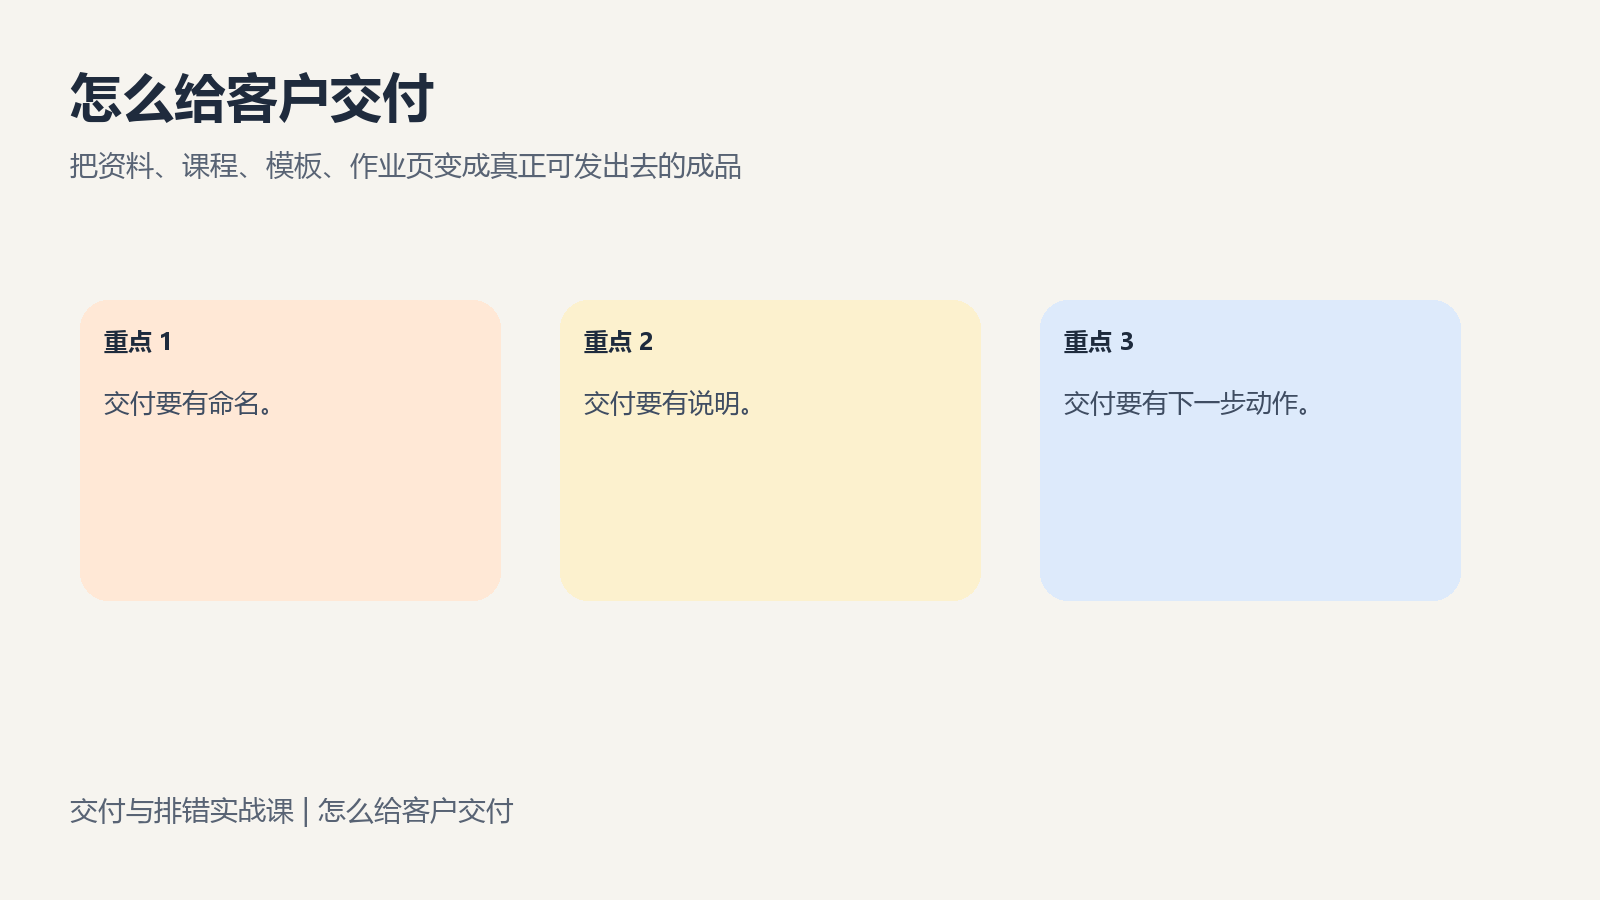 怎么给客户交付
把资料、课程、模板、作业页变成真正可发出去的成品
重点 1
交付要有命名。
重点 2
交付要有说明。
重点 3
交付要有下一步动作。
交付与排错实战课 | 怎么给客户交付